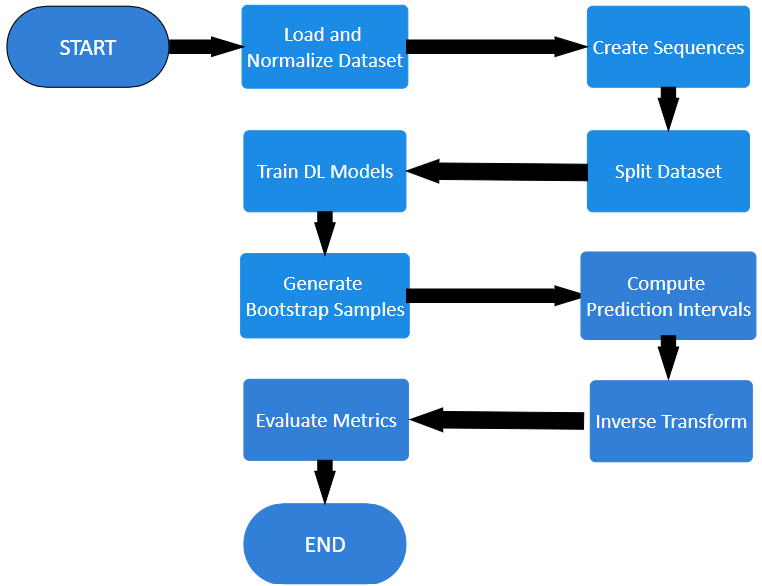 START
Load and
Normalize Dataset
Create Sequences
Split Dataset
Train DL Models
Generate
Bootstrap Samples
Compute
Prediction Intervals
Inverse Transform
Evaluate Metrics
END